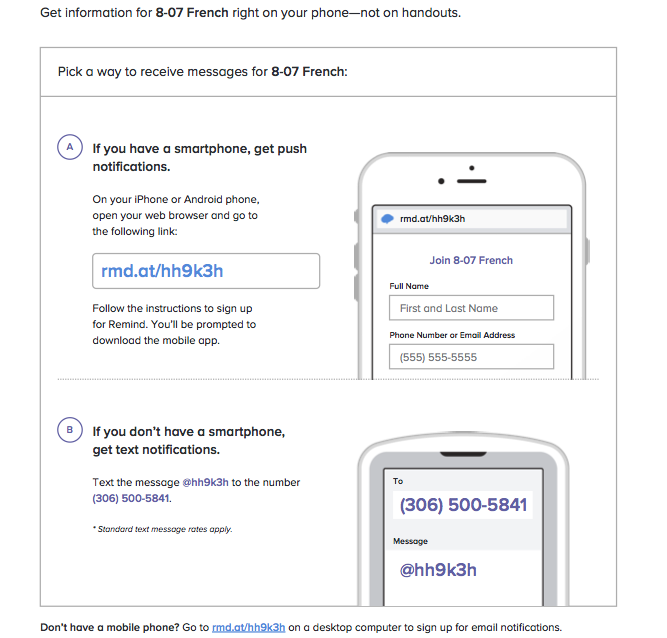 Get information for 8-07 French right on your phone—not on handouts.
Pick a way to receive messages for 8-07 French:
A
If you have a smartphone, get push
notifications.
On your iPhone or Android phone,
open your web browser and go to
the following link:
rmd.at/hh9k3h
Follow the instructions to sign up
for Remind. You'll be prompted to
download the mobile app.
rmd.at/hh9k3h
Join 8-07 French
Full Name
First and Last Name
Phone Number or Email Address
(555) 555-5555
B
If you don't have a smartphone,
get text notifications.
Text the message @hh9k3h to the number
(306) 500-5841.
* Standard text message rates apply.
To
(306) 500-5841
Message
@hh9k3h
Don't have a mobile phone? Go to rmd.at/hh9k3h on a desktop computer to sign up for email notifications.